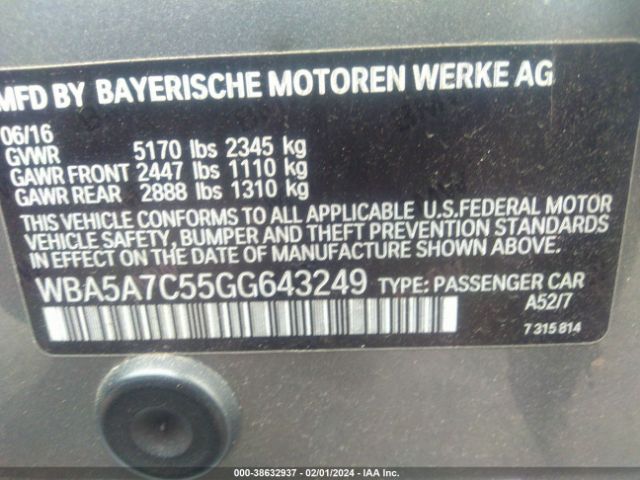 MFD BY BAYERISCHE MOTOREN WERKE AG
06/16
GVWR 5170 lbs 2345 kg
GAWR FRONT 2447 lbs 1110 kg
GAWR REAR 2888 lbs 1310 kg
THIS VEHICLE CONFORMS TO ALL APPLICABLE U.S.FEDERAL MOTOR
VEHICLE SAFETY, BUMPER AND THEFT PREVENTION STANDARDS
IN EFFECT ON THE DATE OF MANUFACTURE SHOWN ABOVE.
WBA5A7C55GG643249 TYPE: PASSENGER CAR
A52/7
7 315 814
000-38632937 - 02/01/2024 - IAA Inc.